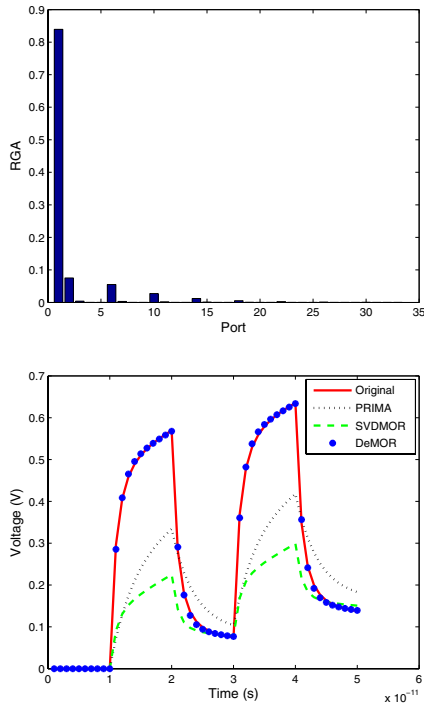 0.9
0.8
0.7
0.6
0.5
0.4
0.3
0.2
0.1
0
RGA
0 5 10 15 20 25 30 35
Port
0.7
0.6
0.5
0.4
0.3
0.2
0.1
0
Voltage (V)
Original
PRIMA
SVDMOR
DeMOR
0 1 2 3 4 5 6
Time (s)
x 10⁻¹¹